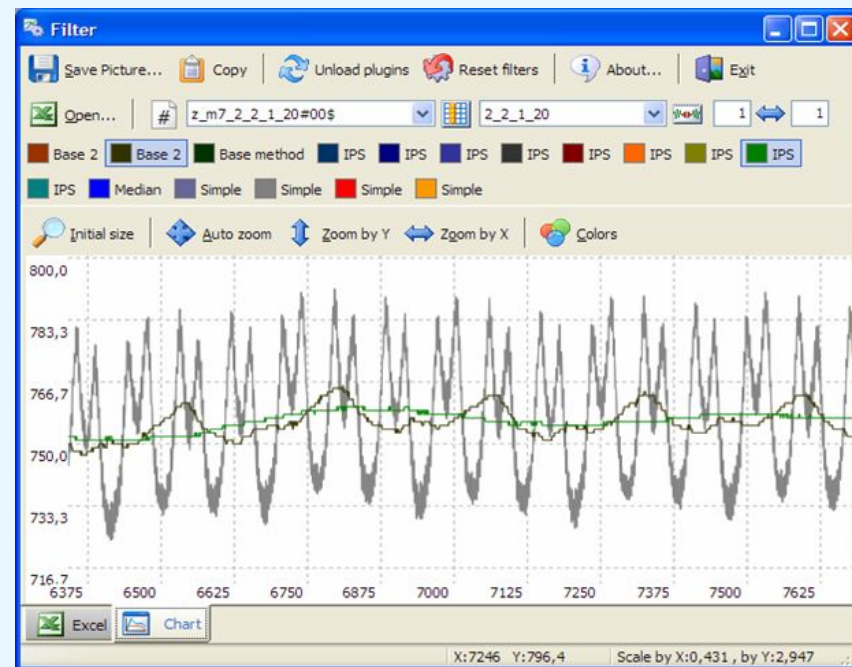 Filter
Save Picture... Copy Unload plugins Reset filters About... Exit
Open... # z_m7_2_2_1_20#00$ 2_2_1_20 1 1
Base 2 Base 2 Base method IPS IPS IPS IPS IPS IPS IPS IPS
IPS Median Simple Simple Simple Simple
Initial size Auto zoom Zoom by Y Zoom by X Colors
800,0
783,3
766,7
750,0
733,3
716,7
6375 6500 6625 6750 6875 7000 7125 7250 7375 7500 7625
Excel Chart
X:7246 Y:796,4 Scale by X:0,431 , by Y:2,947